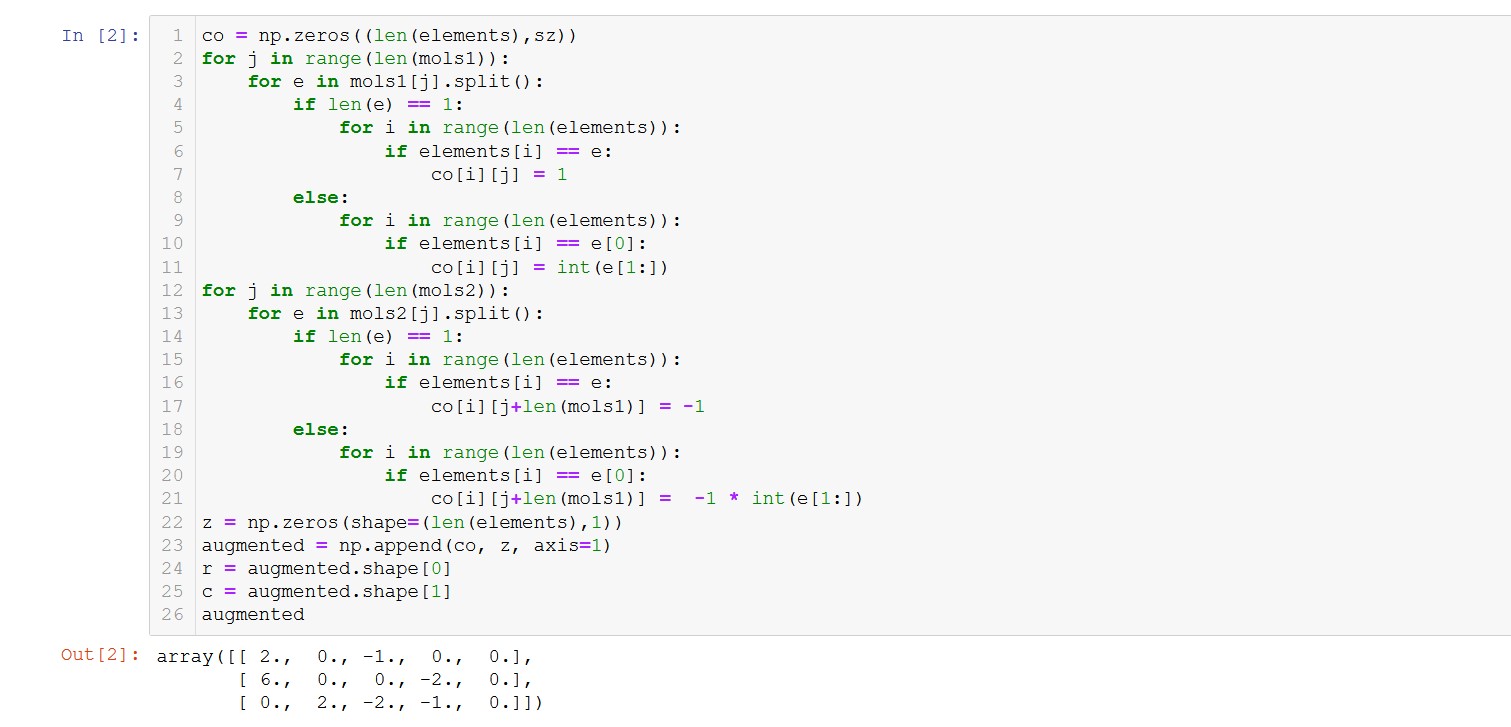 In [2]:
1 co = np.zeros((len(elements),sz))
2 for j in range(len(mols1)):
3     for e in mols1[j].split():
4         if len(e) == 1:
5             for i in range(len(elements)):
6                 if elements[i] == e:
7                     co[i][j] = 1
8         else:
9             for i in range(len(elements)):
10                 if elements[i] == e[0]:
11                     co[i][j] = int(e[1:])
12 for j in range(len(mols2)):
13     for e in mols2[j].split():
14         if len(e) == 1:
15             for i in range(len(elements)):
16                 if elements[i] == e:
17                     co[i][j+len(mols1)] = -1
18         else:
19             for i in range(len(elements)):
20                 if elements[i] == e[0]:
21                     co[i][j+len(mols1)] =  -1 * int(e[1:])
22 z = np.zeros(shape=(len(elements),1))
23 augmented = np.append(co, z, axis=1)
24 r = augmented.shape[0]
25 c = augmented.shape[1]
26 augmented
Out[2]: array([[ 2.,  0., -1.,  0.,  0.],
       [ 6.,  0.,  0., -2.,  0.],
       [ 0.,  2., -2., -1.,  0.]])